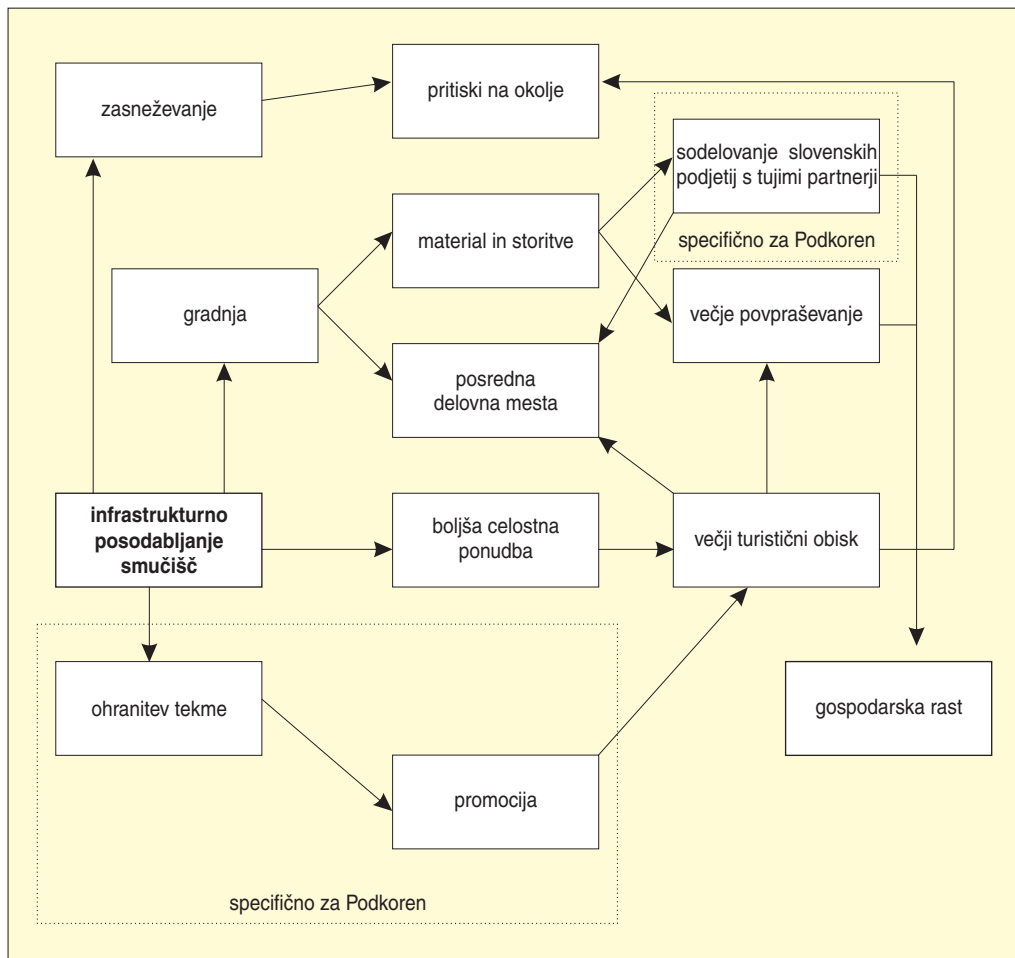 zasneževanje
pritiski na okolje
sodelovanje slovenskih
podjetij s tujimi partnerji
specifično za Podkoren
material in storitve
gradnja
večje povpraševanje
posredna
delovna mesta
infrastrukturno
posodabljanje
smučišč
boljša celostna
ponudba
večji turistični obisk
ohranitev tekme
gospodarska rast
promocija
specifično za Podkoren